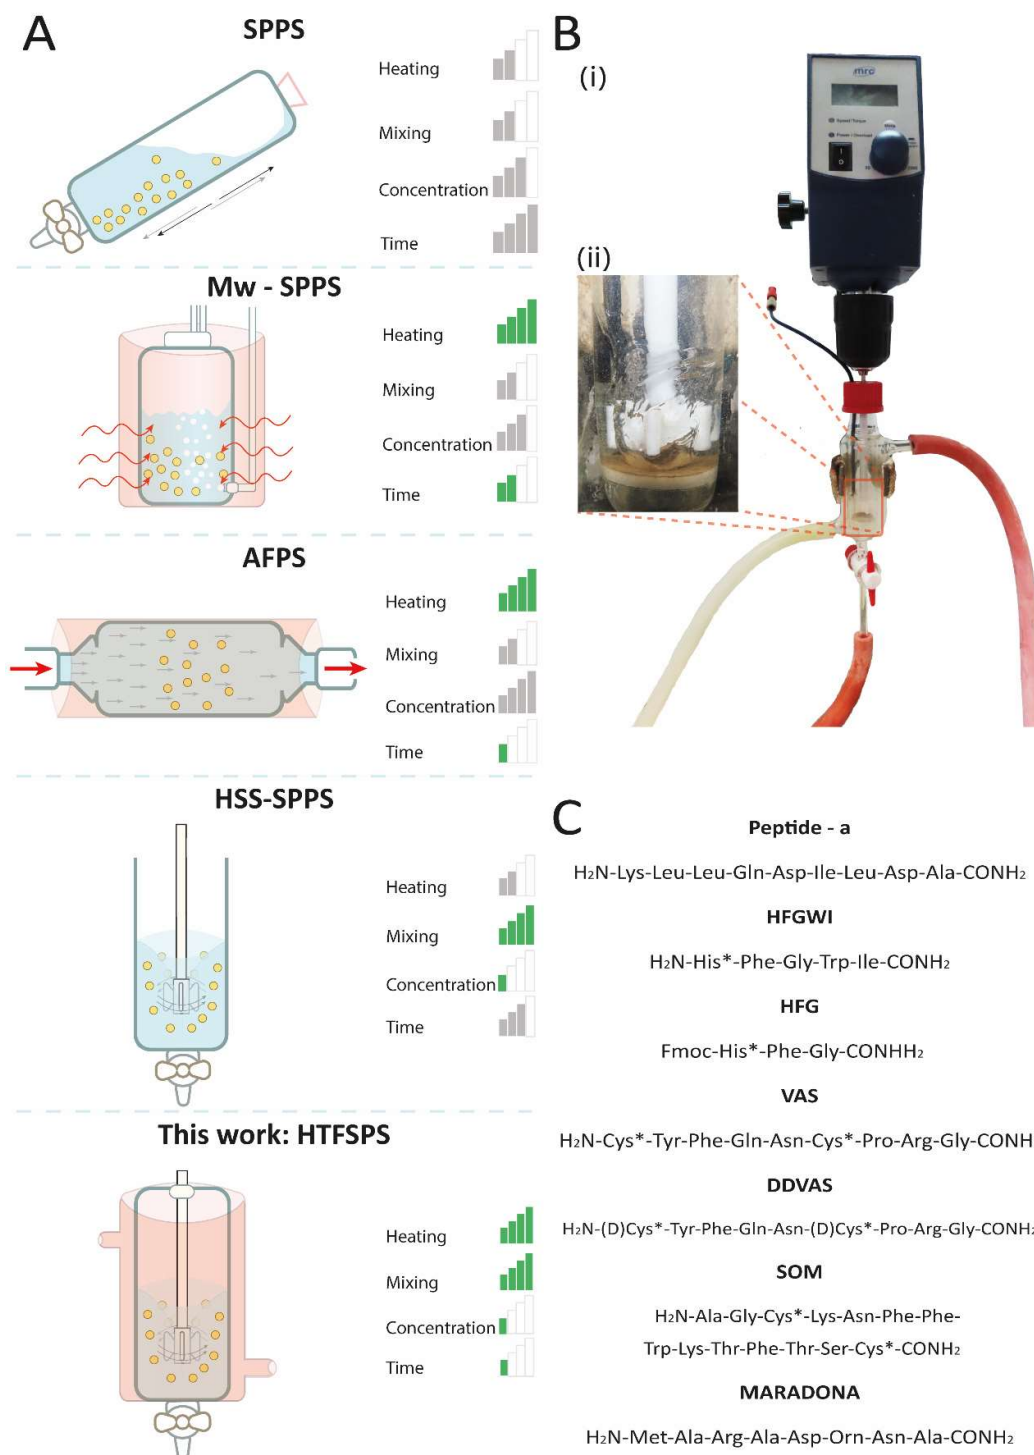 A
SPPS
Heating
Mixing
Concentration
Time
Mw - SPPS
Heating
Mixing
Concentration
Time
AFPS
Heating
Mixing
Concentration
Time
HSS-SPPS
Heating
Mixing
Concentration
Time
This work: HTFSPS
Heating
Mixing
Concentration
Time
B
(i)
mrc
Speed Torque
(ii)
C
Peptide - a
H₂N-Lys-Leu-Leu-Gln-Asp-Ile-Leu-Asp-Ala-CONH₂
HFGWI
H₂N-His*-Phe-Gly-Trp-Ile-CONH₂
HFG
Fmoc-His*-Phe-Gly-CONHH₂
VAS
H₂N-Cys*-Tyr-Phe-Gln-Asn-Cys*-Pro-Arg-Gly-CONH
DDVAS
H₂N-(D)Cys*-Tyr-Phe-Gln-Asn-(D)Cys*-Pro-Arg-Gly-CONH₂
SOM
H₂N-Ala-Gly-Cys*-Lys-Asn-Phe-Phe-
Trp-Lys-Thr-Phe-Thr-Ser-Cys*-CONH₂
MARADONA
H₂N-Met-Ala-Arg-Ala-Asp-Orn-Asn-Ala-CONH₂